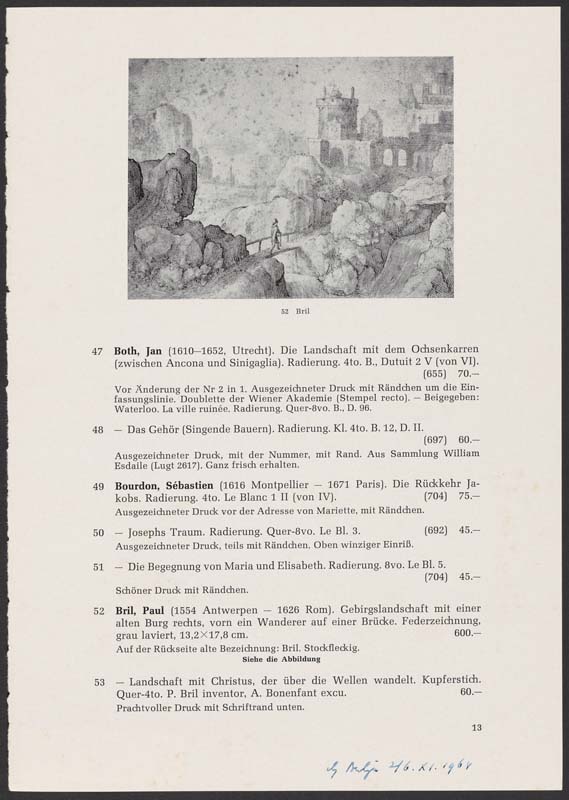 52 Bril
47 Both, Jan (1610—1652, Utrecht). Die Landschaft mit dem Ochsenkarren
(zwischen Ancona und Sinigaglia). Radierung. 4to. B., Dutuit 2 V (von VI).
(655) 70.—
Vor Änderung der Nr 2 in 1. Ausgezeichneter Druck mit Rändchen um die Ein-
fassungslinie. Doublette der Wiener Akademie (Stempel recto). — Beigegeben:
Waterloo. La ville ruinée. Radierung. Quer-8vo. B., D. 96.
48 — Das Gehör (Singende Bauern). Radierung. Kl. 4to. B. 12, D. II.
(697) 60.—
Ausgezeichneter Druck, mit der Nummer, mit Rand. Aus Sammlung William
Esdaile (Lugt 2617). Ganz frisch erhalten.
49 Bourdon, Sébastien (1616 Montpellier — 1671 Paris). Die Rückkehr Ja-
kobs. Radierung. 4to. Le Blanc 1 II (von IV). (704) 75.—
Ausgezeichneter Druck vor der Adresse von Mariette, mit Rändchen.
50 — Josephs Traum. Radierung. Quer-8vo. Le Bl. 3. (692) 45.—
Ausgezeichneter Druck, teils mit Rändchen. Oben winziger Einriß.
51 — Die Begegnung von Maria und Elisabeth. Radierung. 8vo. Le Bl. 5.
(704) 45.—
Schöner Druck mit Rändchen.
52 Bril, Paul (1554 Antwerpen — 1626 Rom). Gebirgslandschaft mit einer
alten Burg rechts, vorn ein Wanderer auf einer Brücke. Federzeichnung,
grau laviert, 13,2×17,8 cm. 600.—
Auf der Rückseite alte Bezeichnung: Bril. Stockfleckig.
Siehe die Abbildung
53 — Landschaft mit Christus, der über die Wellen wandelt. Kupferstich.
Quer-4to. P. Bril inventor, A. Bonenfant excu. 60.—
Prachtvoller Druck mit Schriftrand unten.
13